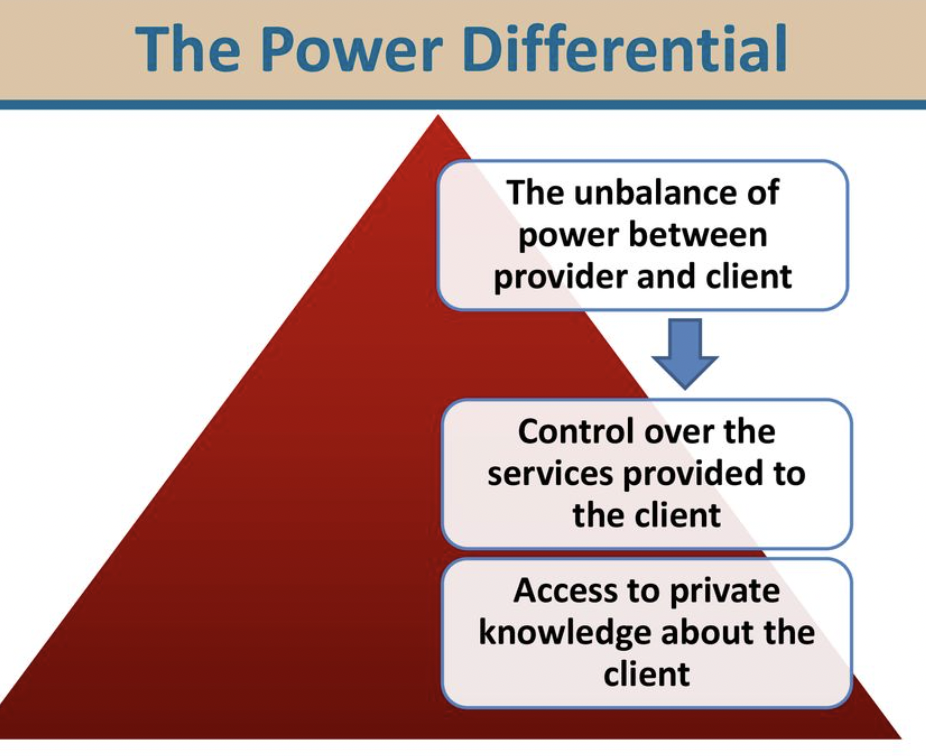 The Power Differential
The unbalance of
power between
provider and client
Control over the
services provided to
the client
Access to private
knowledge about the
client